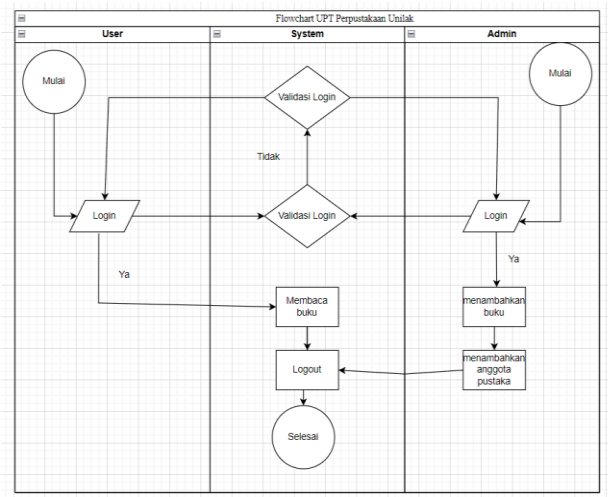 Flowchart UPT Perpustakaan Unilak
User
System
Admin
Mulai
Validasi Login
Mulai
Tidak
Login
Validasi Login
Login
Ya
Ya
Membaca
buku
menambahkan
buku
Logout
menambahkan
anggota
pustaka
Selesai